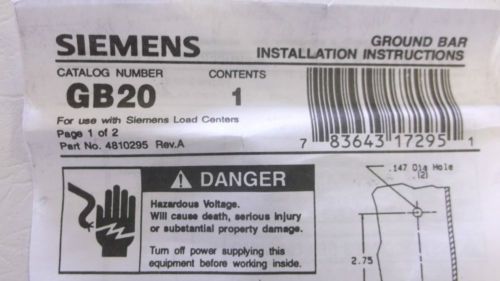 SIEMENS
GROUND BAR
INSTALLATION INSTRUCTIONS
CATALOG NUMBER
CONTENTS
GB20
1
For use with Siemens Load Centers
Page 1 of 2
Part No. 4810295 Rev.A
7 83643 17295 1
DANGER
Hazardous Voltage.
Will cause death, serious injury
or substantial property damage.
Turn off power supplying this
equipment before working inside.
.147 Dia Hole
(2)
2.75